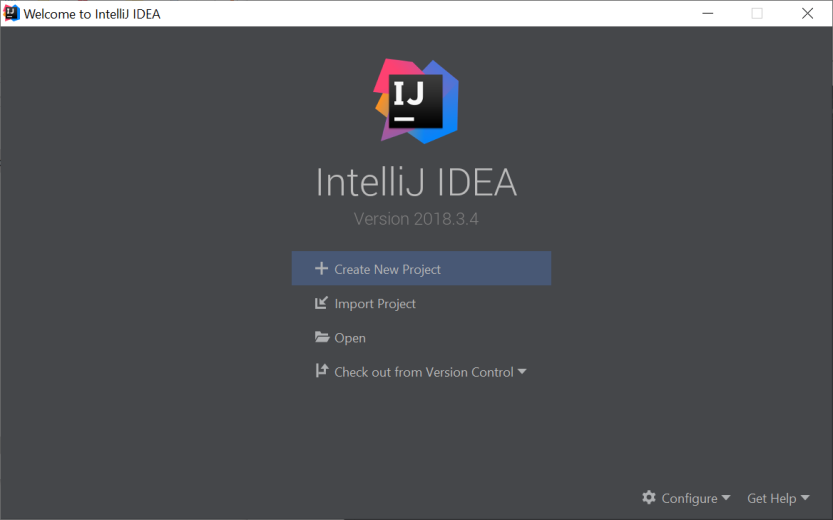 Welcome to IntelliJ IDEA
IJ
IntelliJ IDEA
Version 2018.3.4
Create New Project
Import Project
Open
Check out from Version Control
Configure
Get Help